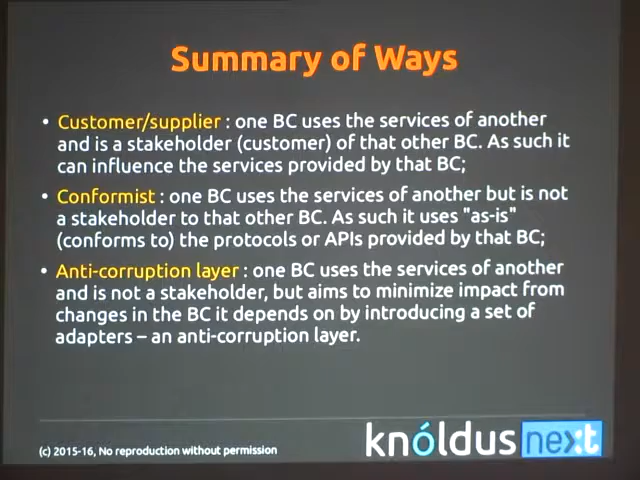 Summary of Ways
• Customer/supplier : one BC uses the services of another
and is a stakeholder (customer) of that other BC. As such it
can influence the services provided by that BC;
• Conformist : one BC uses the services of another but is not
a stakeholder to that other BC. As such it uses "as-is"
(conforms to) the protocols or APIs provided by that BC;
• Anti-corruption layer : one BC uses the services of another
and is not a stakeholder, but aims to minimize impact from
changes in the BC it depends on by introducing a set of
adapters – an anti-corruption layer.
(c) 2015-16, No reproduction without permission
knóldus next